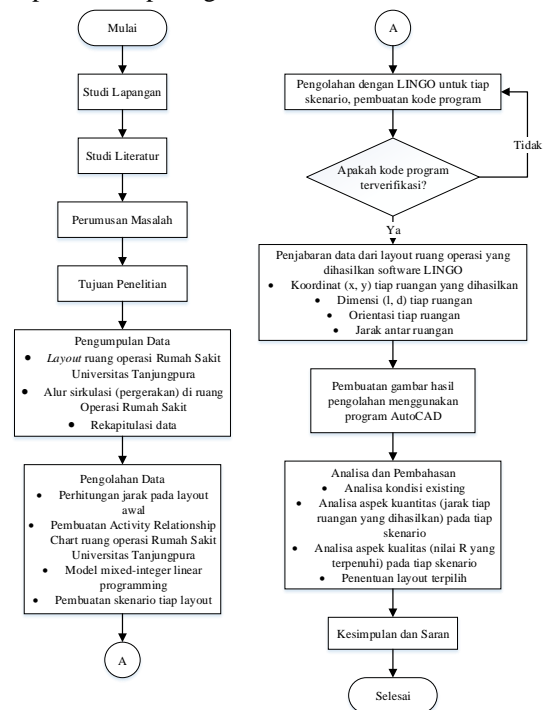 Mulai
Studi Lapangan
Studi Literatur
Perumusan Masalah
Tujuan Penelitian
Pengumpulan Data
• Layout ruang operasi Rumah Sakit
Universitas Tanjungpura
• Alur sirkulasi (pergerakan) di ruang
Operasi Rumah Sakit
• Rekapitulasi data
Pengolahan Data
• Perhitungan jarak pada layout
awal
• Pembuatan Activity Relationship
Chart ruang operasi Rumah Sakit
Universitas Tanjungpura
• Model mixed-integer linear
programming
• Pembuatan skenario tiap layout
A
A
Pengolahan dengan LINGO untuk tiap
skenario, pembuatan kode program
Tidak
Apakah kode program
terverifikasi?
Ya
Penjabaran data dari layout ruang operasi yang
dihasilkan software LINGO
• Koordinat (x, y) tiap ruangan yang dihasilkan
• Dimensi (l, d) tiap ruangan
• Orientasi tiap ruangan
• Jarak antar ruangan
Pembuatan gambar hasil
pengolahan menggunakan
program AutoCAD
Analisa dan Pembahasan
• Analisa kondisi existing
• Analisa aspek kuantitas (jarak tiap
ruangan yang dihasilkan) pada tiap
skenario
• Analisa aspek kualitas (nilai R yang
terpenuhi) pada tiap skenario
• Penentuan layout terpilih
Kesimpulan dan Saran
Selesai